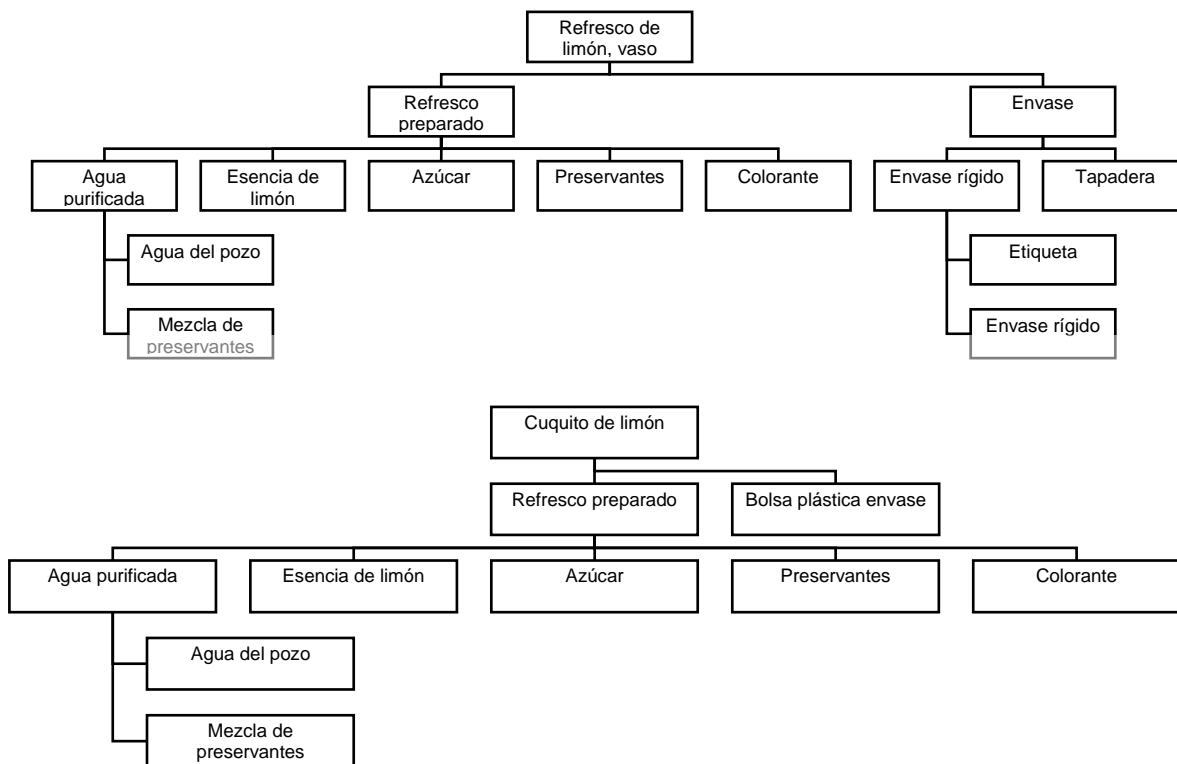 Refresco de
limón, vaso
Refresco
preparado
Envase
Agua
purificada
Esencia de
limón
Azúcar
Preservantes
Colorante
Envase rígido
Tapadera
Agua del pozo
Etiqueta
Mezcla de
preservantes
Envase rígido
Cuquito de limón
Refresco preparado
Bolsa plástica envase
Agua purificada
Esencia de limón
Azúcar
Preservantes
Colorante
Agua del pozo
Mezcla de
preservantes